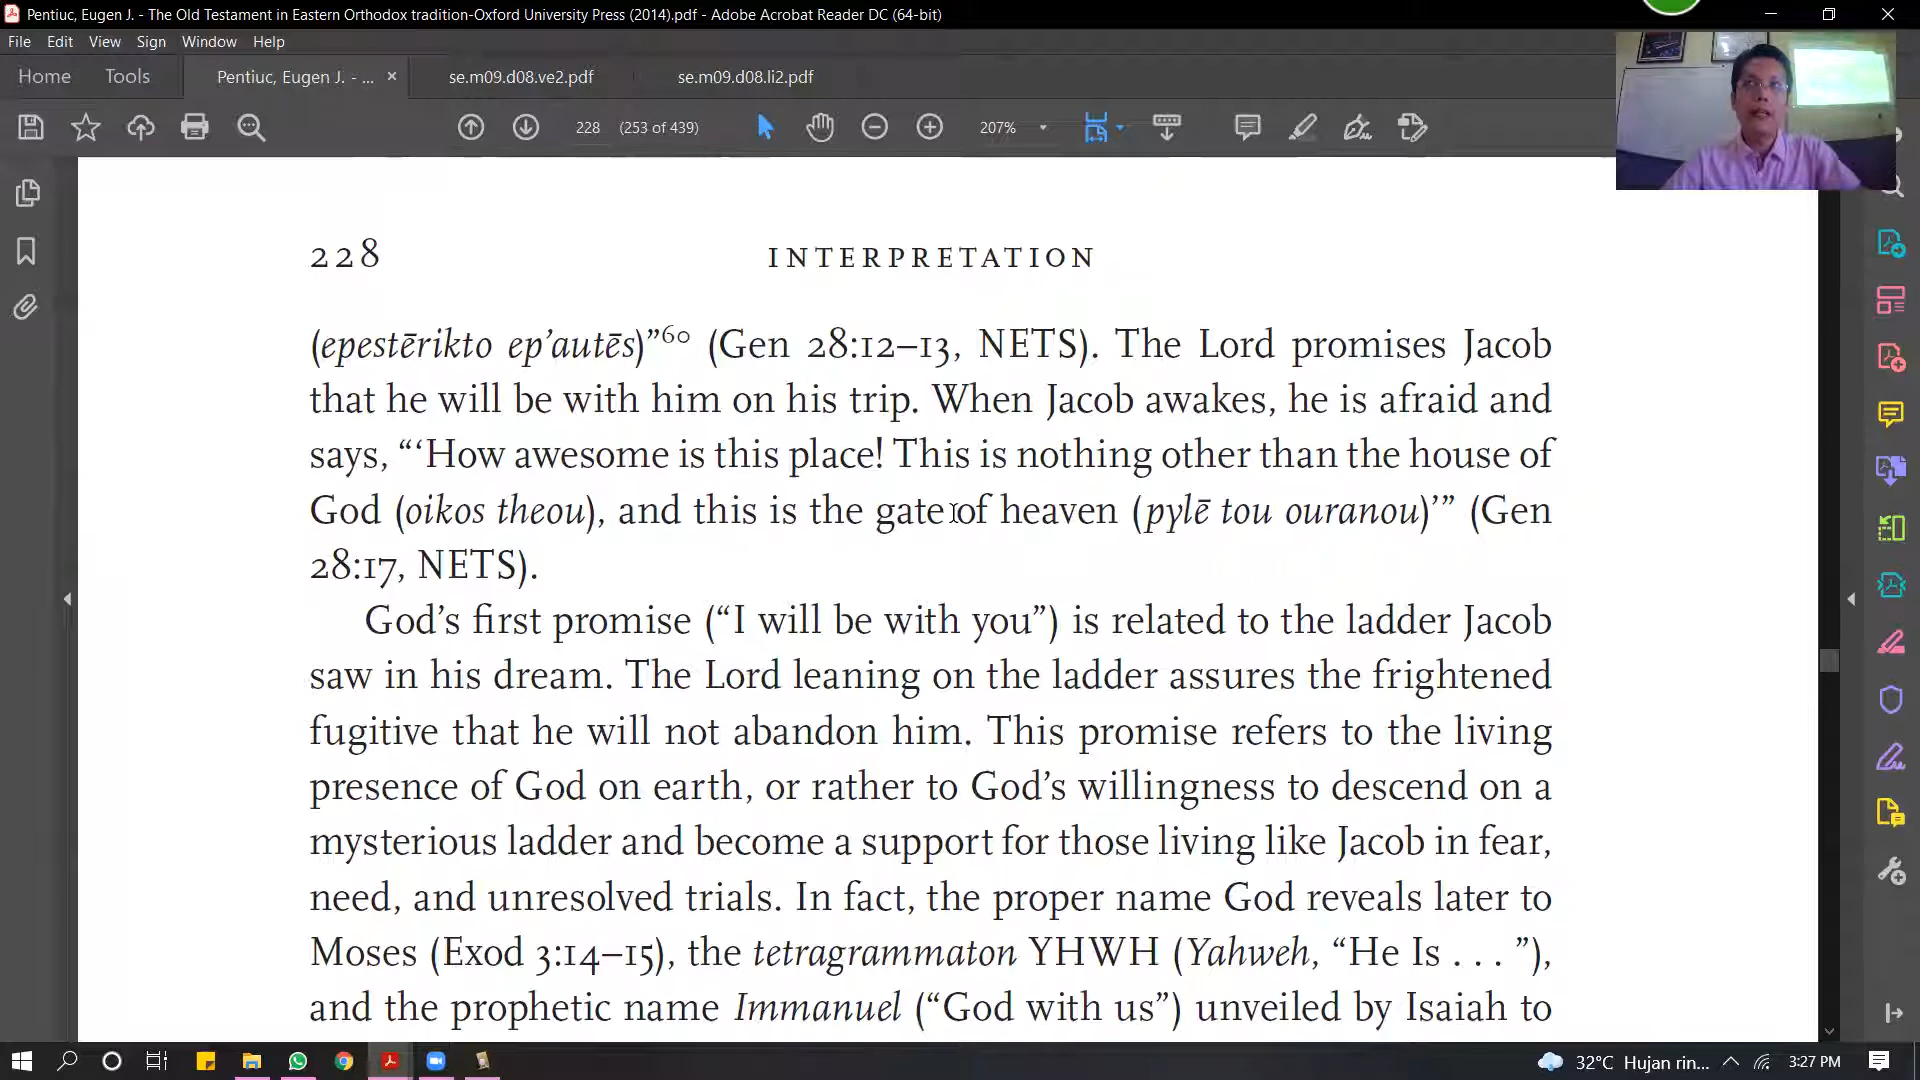 Pentiuc, Eugen J. - The Old Testament in Eastern Orthodox tradition-Oxford University Press (2014).pdf - Adobe Acrobat Reader DC (64-bit)
File Edit View Sign Window Help
Home Tools Pentiuc, Eugen J. - ... × se.m09.d08.ve2.pdf se.m09.d08.li2.pdf
228 (253 of 439) 207%
228 INTERPRETATION
(epestērikto ep’autēs)”60 (Gen 28:12–13, NETS). The Lord promises Jacob
that he will be with him on his trip. When Jacob awakes, he is afraid and
says, “‘How awesome is this place! This is nothing other than the house of
God (oikos theou), and this is the gate of heaven (pylē tou ouranou)’” (Gen
28:17, NETS).
God’s first promise (“I will be with you”) is related to the ladder Jacob
saw in his dream. The Lord leaning on the ladder assures the frightened
fugitive that he will not abandon him. This promise refers to the living
presence of God on earth, or rather to God’s willingness to descend on a
mysterious ladder and become a support for those living like Jacob in fear,
need, and unresolved trials. In fact, the proper name God reveals later to
Moses (Exod 3:14–15), the tetragrammaton YHWH (Yahweh, “He Is . . . ”),
and the prophetic name Immanuel (“God with us”) unveiled by Isaiah to
32°C Hujan rin... 3:27 PM